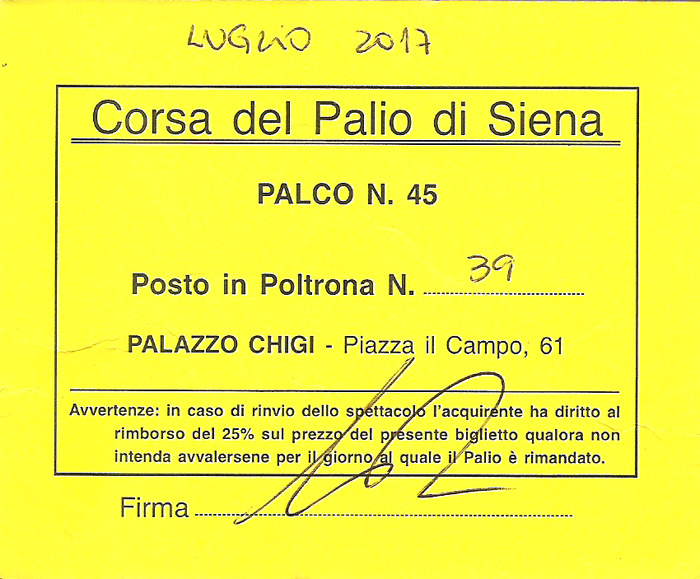 LUGLIO 2017
Corsa del Palio di Siena
PALCO N. 45
Posto in Poltrona N. 39
PALAZZO CHIGI - Piazza il Campo, 61
Avvertenze: in caso di rinvio dello spettacolo l'acquirente ha diritto al
rimborso del 25% sul prezzo del presente biglietto qualora non
intenda avvalersene per il giorno al quale il Palio è rimandato.
Firma